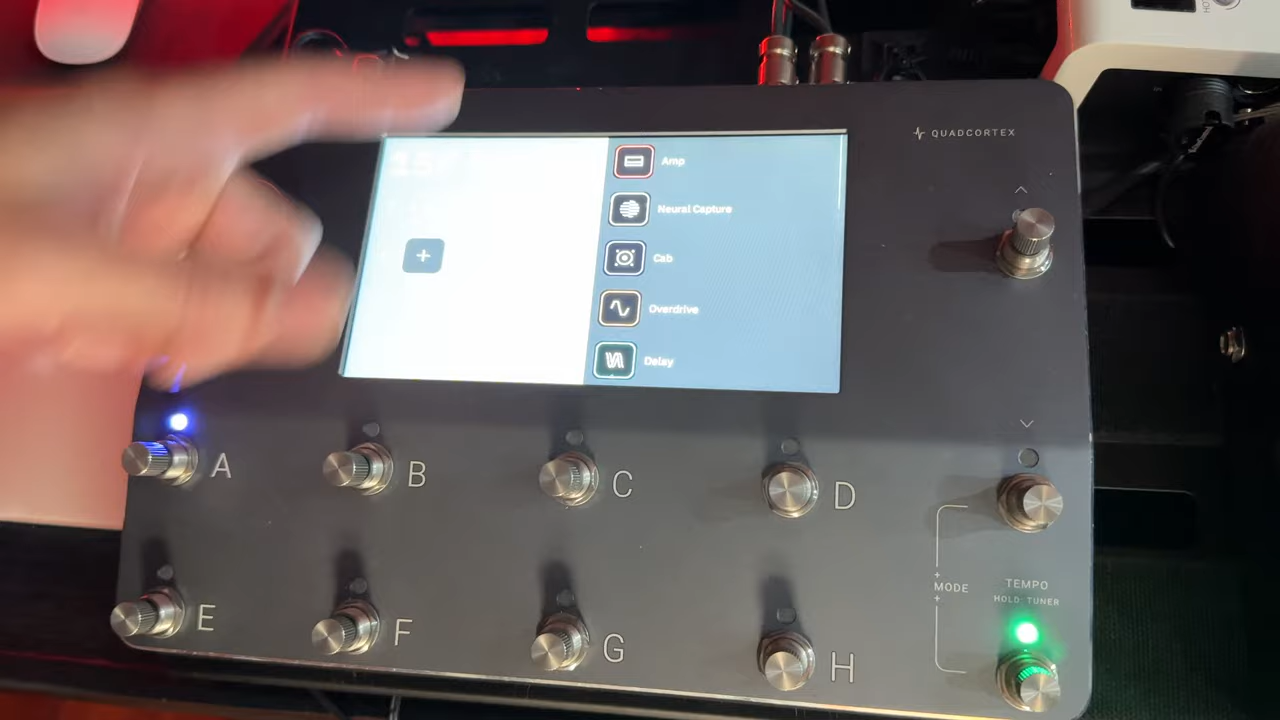 QUADCORTEX
Amp
Neural Capture
Cab
Overdrive
Delay
A
B
C
D
E
F
G
H
MODE
TEMPO
HOLD: TUNER